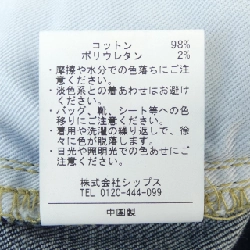 コットン 98%
ポリウレタン 2%
・摩擦や水分での色落ちにご注
意ください。
・淡色系との着あわせはお避け
ください。
・バッグ、靴、シート等への色
移りにご注意ください。
・着用や洗濯の繰り返しで、徐
々に色が脱落します。
・日光や照明光での色あせにご
注意ください。
株式会社シップス
TEL 0120-444-099
中国製